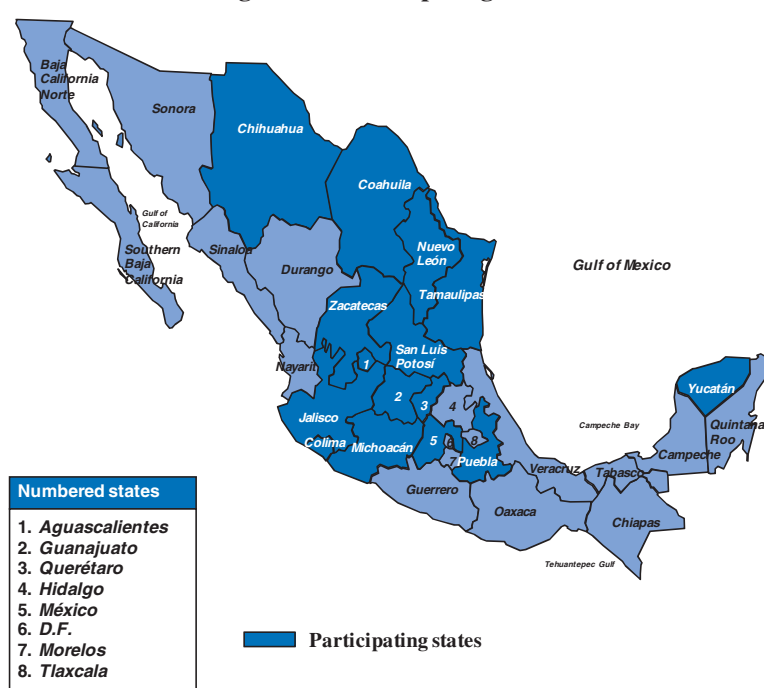 Baja
California
Norte
Sonora
Chihuahua
Coahuila
Gulf of
California
Nuevo
León
Southern
Baja
California
Sinaloa
Durango
Gulf of Mexico
Zacatecas
Tamaulipas
San Luis
Potosí
Nayarit
1
2
3
4
Yucatán
Jalisco
Colima
Michoacán
5
6
7
8
Puebla
Campeche Bay
Quintana
Roo
Campeche
Veracruz
Tabasco
Guerrero
Oaxaca
Chiapas
Tehuantepec Gulf
Numbered states
1. Aguascalientes
2. Guanajuato
3. Querétaro
4. Hidalgo
5. México
6. D.F.
7. Morelos
8. Tlaxcala
Participating states